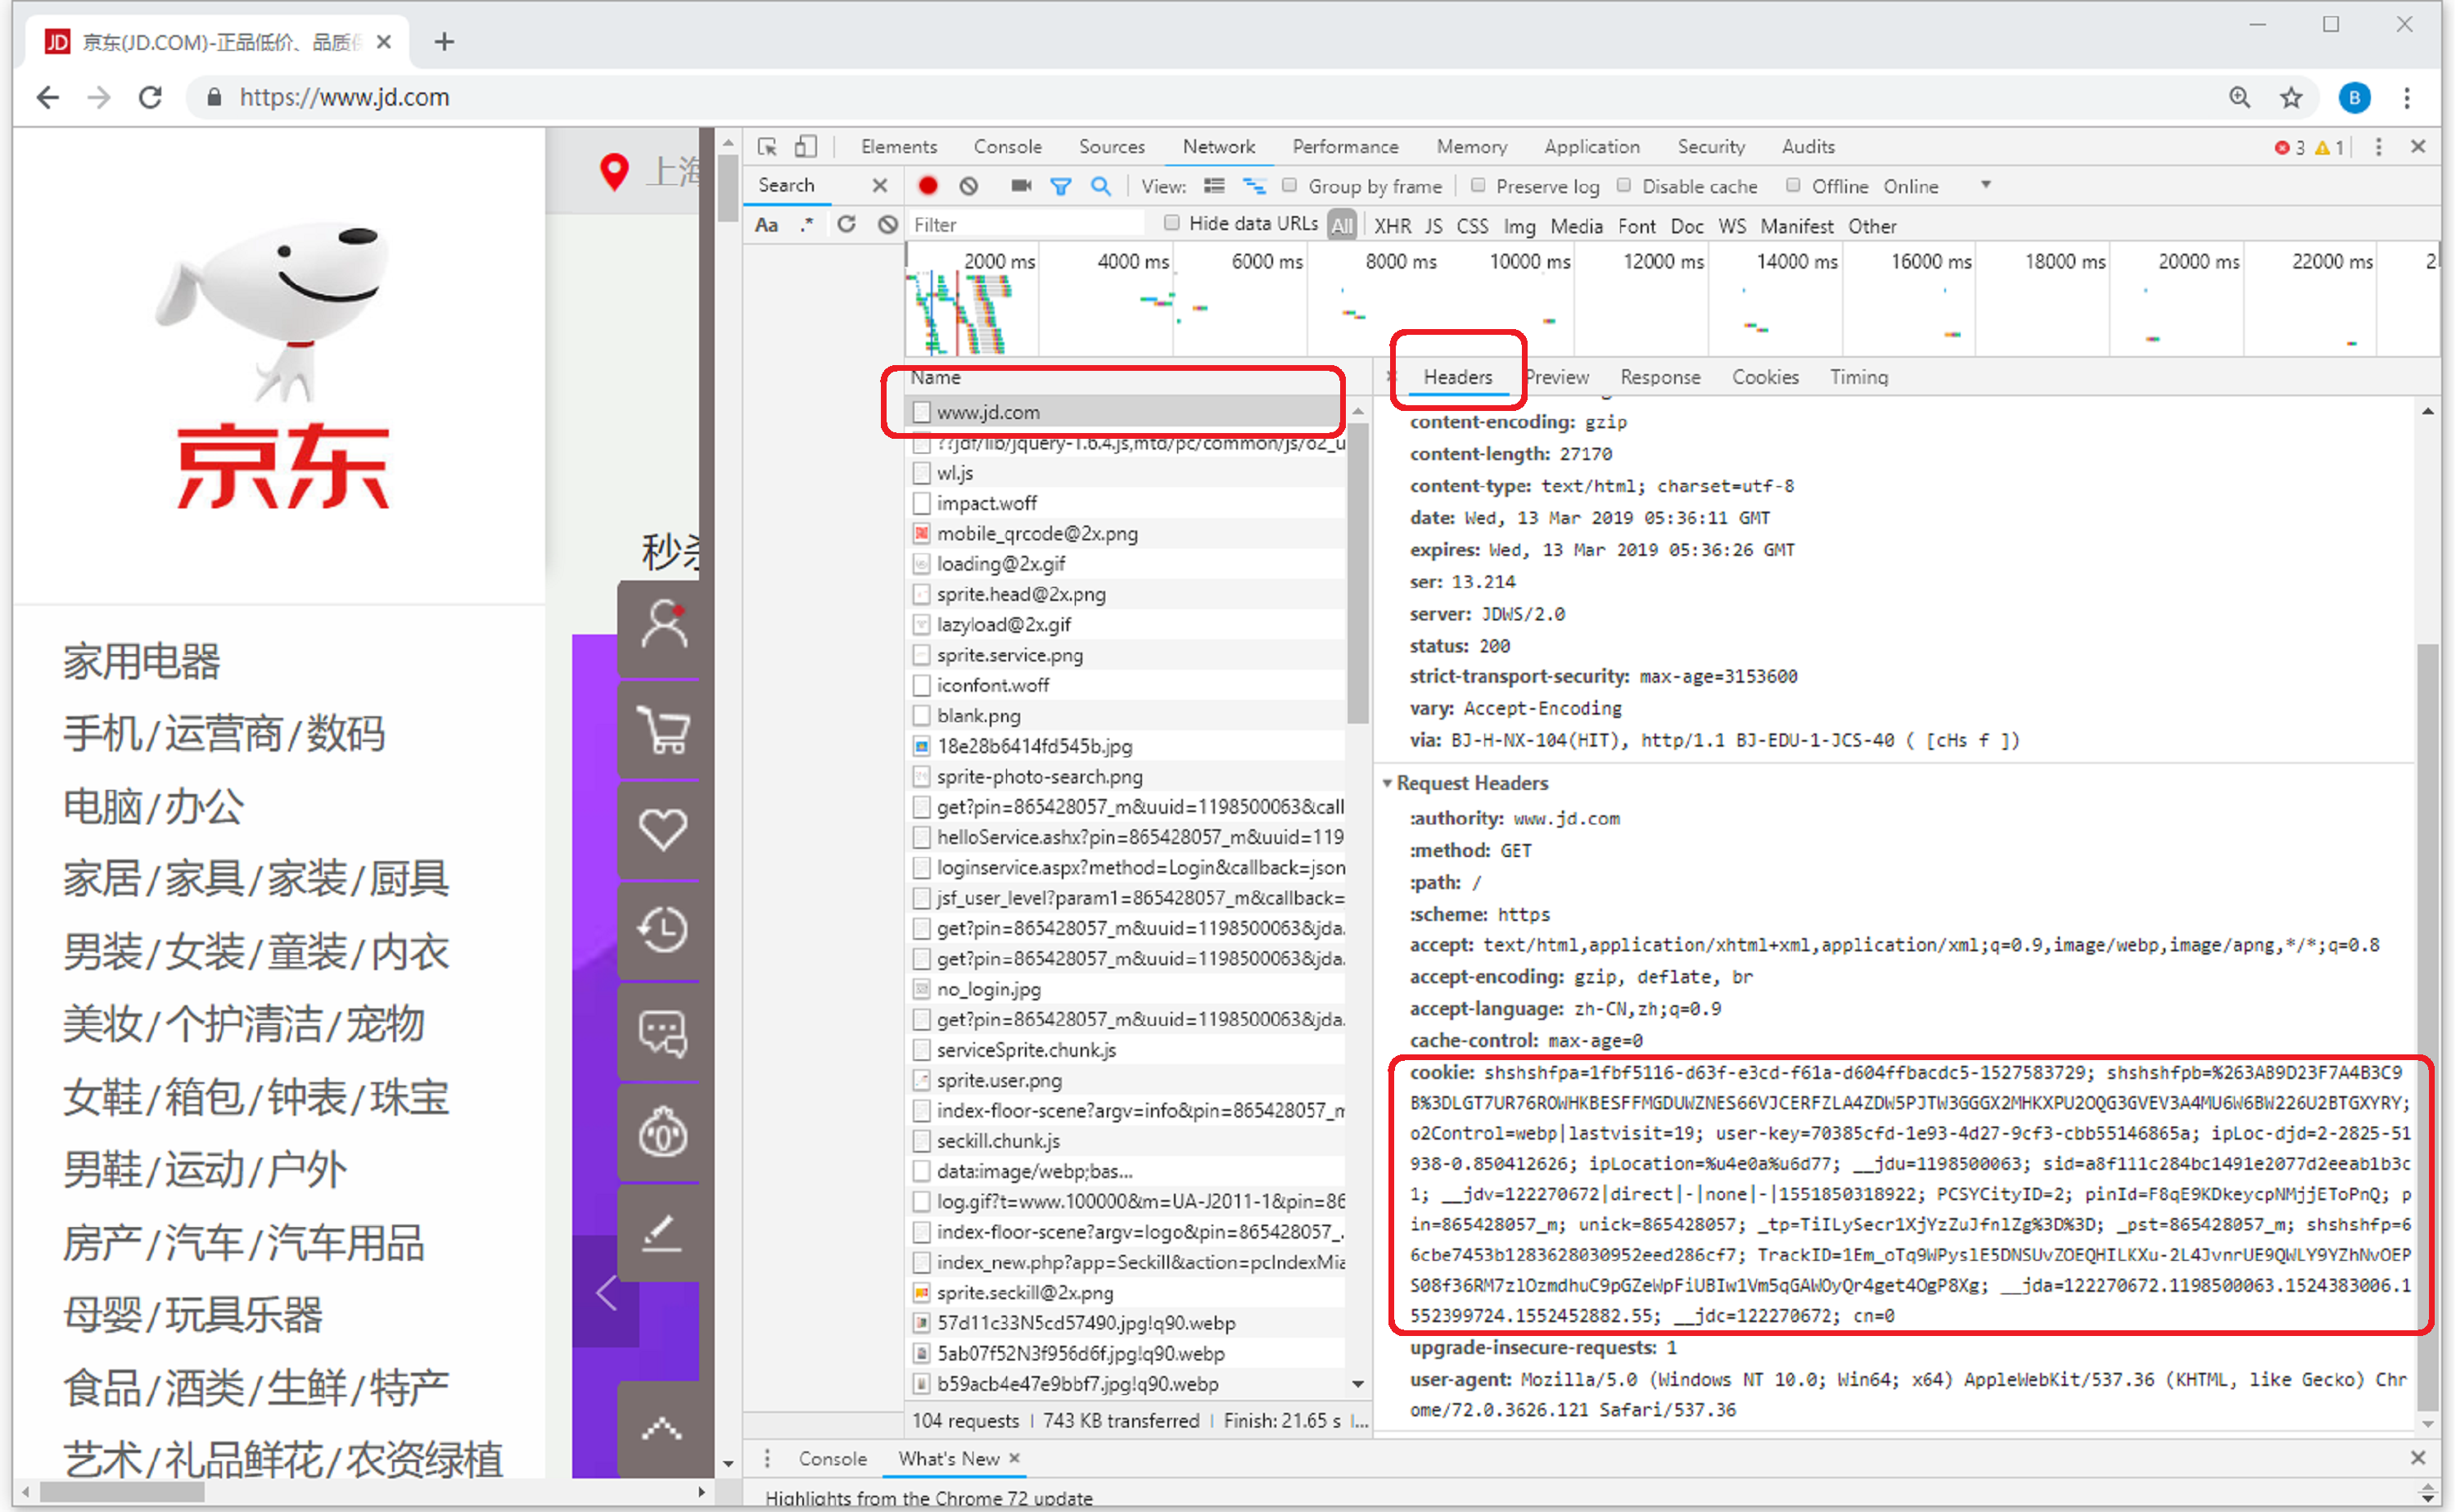 JD 京东(JD.COM)-正品低价、品质
https://www.jd.com
B
上海
京东
秒杀
家用电器
手机/运营商/数码
电脑/办公
家居/家具/家装/厨具
男装/女装/童装/内衣
美妆/个护清洁/宠物
女鞋/箱包/钟表/珠宝
男鞋/运动/户外
房产/汽车/汽车用品
母婴/玩具乐器
食品/酒类/生鲜/特产
艺术/礼品鲜花/农资绿植
Elements Console Sources Network Performance Memory Application Security Audits 3 1
Search
View: Group by frame Preserve log Disable cache Offline Online
Aa .*
Filter Hide data URLs All XHR JS CSS Img Media Font Doc WS Manifest Other
2000 ms 4000 ms 6000 ms 8000 ms 10000 ms 12000 ms 14000 ms 16000 ms 18000 ms 20000 ms 22000 ms 2
Name
www.jd.com
??jdf/lib/jquery-1.6.4.js,mtd/pc/common/js/o2_u
wl.js
impact.woff
mobile_qrcode@2x.png
loading@2x.gif
sprite.head@2x.png
lazyload@2x.gif
sprite.service.png
iconfont.woff
blank.png
18e28b6414fd545b.jpg
sprite-photo-search.png
get?pin=865428057_m&uuid=1198500063&call
helloService.ashx?pin=865428057_m&uuid=119
loginservice.aspx?method=Login&callback=json
jsf_user_level?param1=865428057_m&callback=
get?pin=865428057_m&uuid=1198500063&jda.
get?pin=865428057_m&uuid=1198500063&jda.
no_login.jpg
get?pin=865428057_m&uuid=1198500063&jda.
serviceSprite.chunk.js
sprite.user.png
index-floor-scene?argv=info&pin=865428057_m
seckill.chunk.js
data:image/webp;bas...
log.gif?t=www.100000&m=UA-J2011-1&pin=86
index-floor-scene?argv=logo&pin=865428057_.
index_new.php?app=Seckill&action=pcIndexMia
sprite.seckill@2x.png
57d11c33N5cd57490.jpg!q90.webp
5ab07f52N3f956d6f.jpg!q90.webp
b59acb4e47e9bbf7.jpg!q90.webp
104 requests | 743 KB transferred | Finish: 21.65 s |...
Headers Preview Response Cookies Timing
content-encoding: gzip
content-length: 27170
content-type: text/html; charset=utf-8
date: Wed, 13 Mar 2019 05:36:11 GMT
expires: Wed, 13 Mar 2019 05:36:26 GMT
ser: 13.214
server: JDWS/2.0
status: 200
strict-transport-security: max-age=3153600
vary: Accept-Encoding
via: BJ-H-NX-104(HIT), http/1.1 BJ-EDU-1-JCS-40 ( [cHs f ])
Request Headers
:authority: www.jd.com
:method: GET
:path: /
:scheme: https
accept: text/html,application/xhtml+xml,application/xml;q=0.9,image/webp,image/apng,*/*;q=0.8
accept-encoding: gzip, deflate, br
accept-language: zh-CN,zh;q=0.9
cache-control: max-age=0
cookie: shshshfpa=1fbf5116-d63f-e3cd-f61a-d604ffbacdc5-1527583729; shshshfpb=%263AB9D23F7A4B3C9
B%3DLGT7UR76ROWHKBESFFMGDUWZNES66VJCERFZLA4ZDW5PJTW3GGGX2MHKXPU2OQG3GVEV3A4MU6W6BW226U2BTGXYRY;
o2Control=webp|lastvisit=19; user-key=70385cfd-1e93-4d27-9cf3-cbb55146865a; ipLoc-djd=2-2825-51
938-0.850412626; ipLocation=%u4e0a%u6d77; __jdu=1198500063; sid=a8f111c284bc1491e2077d2eeab1b3c
1; __jdv=122270672|direct|-|none|-|1551850318922; PCSYCityID=2; pinId=F8qE9KDkeycpNMjjEToPnQ; p
in=865428057_m; unick=865428057; _tp=TiILySecr1XjYzZuJfnlZg%3D%3D; _pst=865428057_m; shshshfp=6
6cbe7453b1283628030952eed286cf7; TrackID=1Em_oTq9WPyslE5DNSUvZOEQHILKXu-2L4JvnrUE9QWLY9YZhNvOEP
S08f36RM7zlOzmdhuC9pGZeWpFiUBIw1Vm5qGAWOyQr4get4OgP8Xg; __jda=122270672.1198500063.1524383006.1
552399724.1552452882.55; __jdc=122270672; cn=0
upgrade-insecure-requests: 1
user-agent: Mozilla/5.0 (Windows NT 10.0; Win64; x64) AppleWebKit/537.36 (KHTML, like Gecko) Chr
ome/72.0.3626.121 Safari/537.36
Console What's New
Highlights from the Chrome 72 update